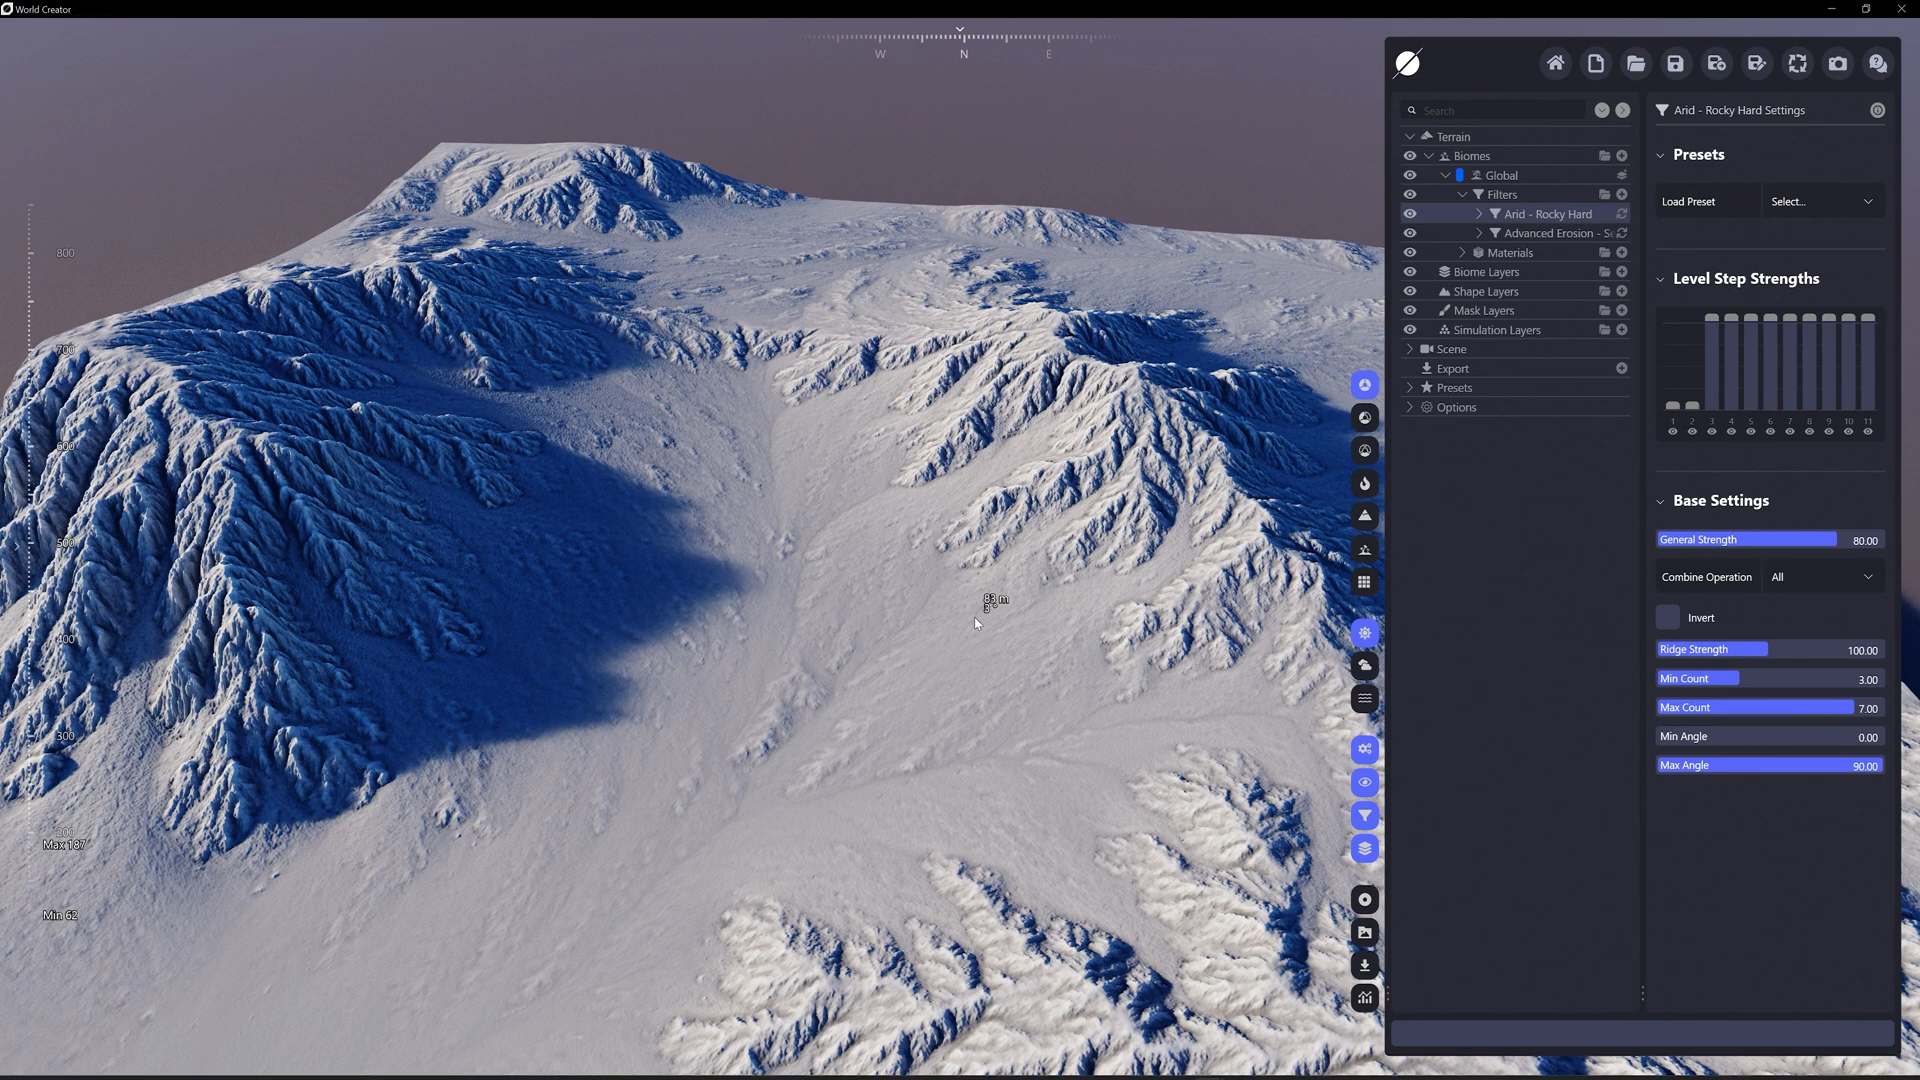 World Creator
W N E
800
700
600
500
400
300
200
Max 187
Min 62
83 m
3 °
Search
Terrain
Biomes
Global
Filters
Arid - Rocky Hard
Advanced Erosion - S
Materials
Biome Layers
Shape Layers
Mask Layers
Simulation Layers
Scene
Export
Presets
Options
Arid - Rocky Hard Settings
Presets
Load Preset Select...
Level Step Strengths
1 2 3 4 5 6 7 8 9 10 11
Base Settings
General Strength 80.00
Combine Operation All
Invert
Ridge Strength 100.00
Min Count 3.00
Max Count 7.00
Min Angle 0.00
Max Angle 90.00